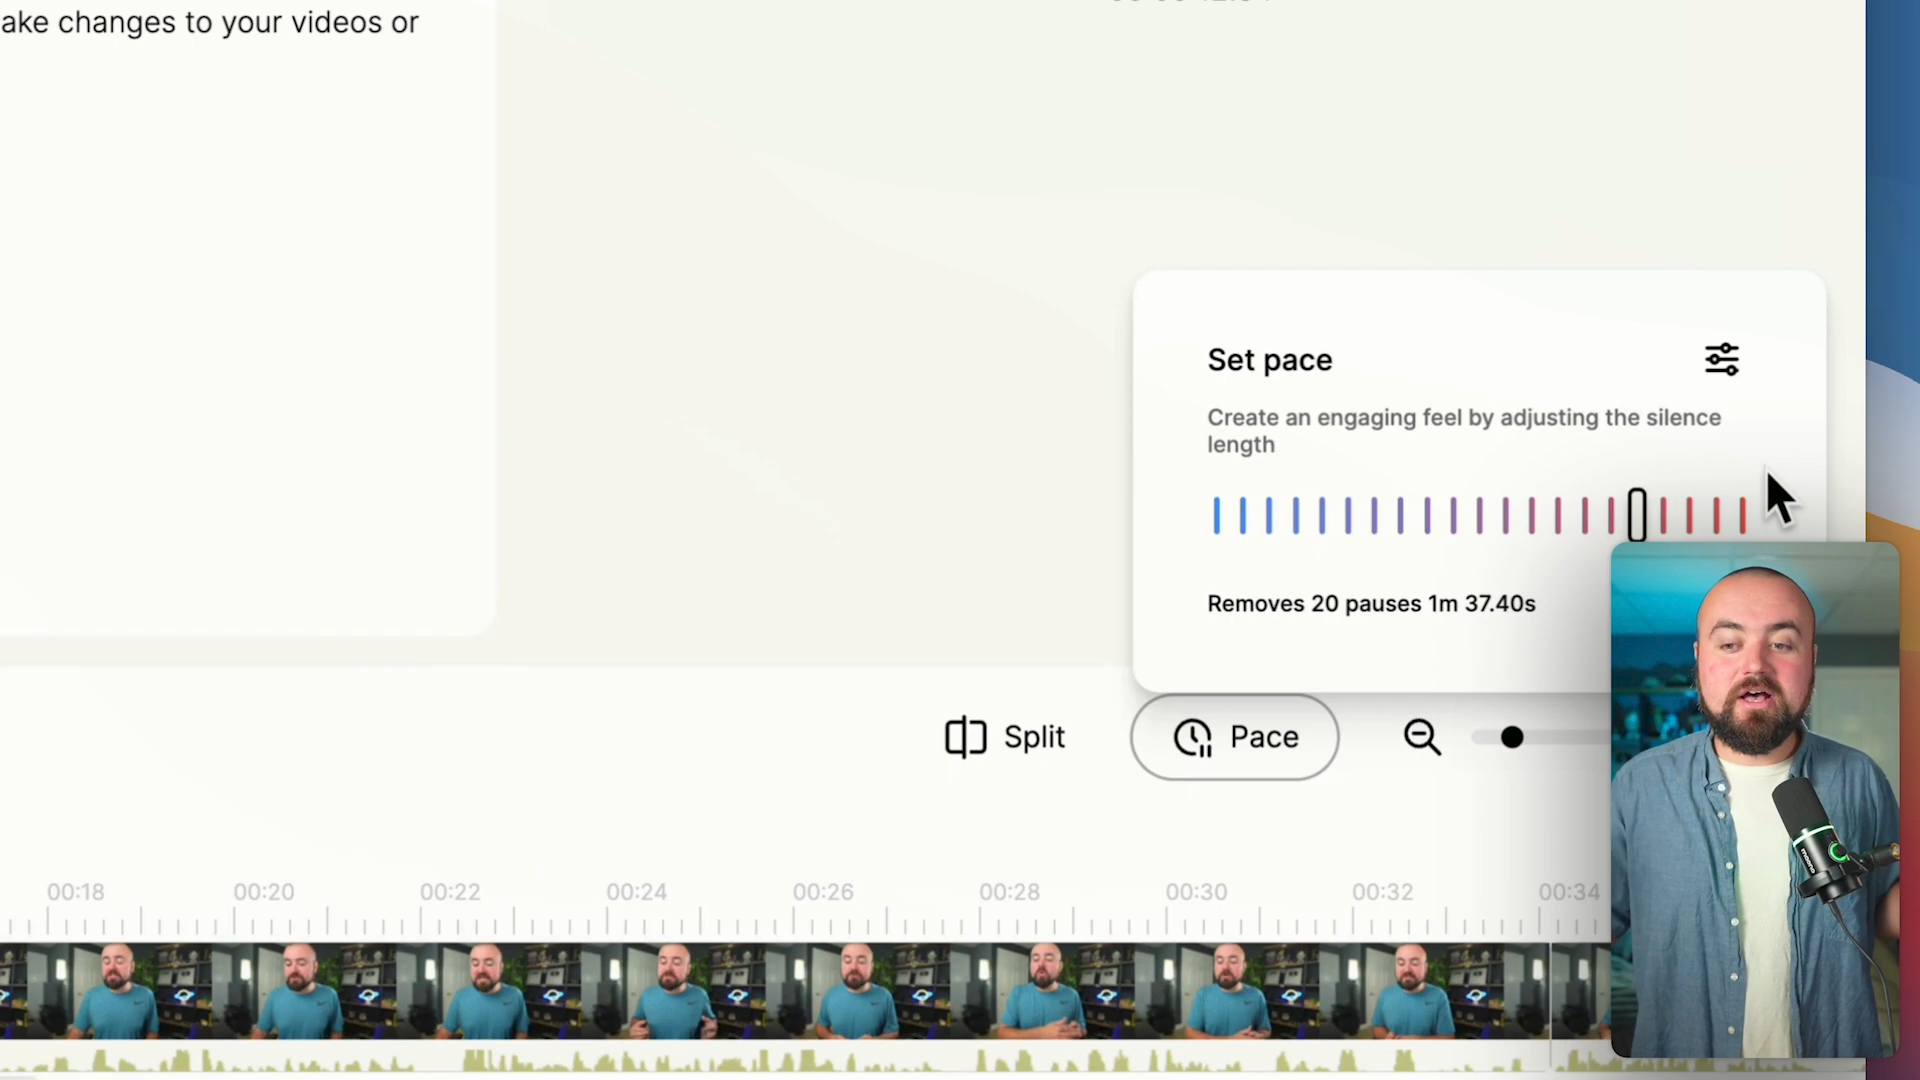 ake changes to your videos or
Set pace
Create an engaging feel by adjusting the silence
length
Removes 20 pauses 1m 37.40s
Split
Pace
00:18
00:20
00:22
00:24
00:26
00:28
00:30
00:32
00:34